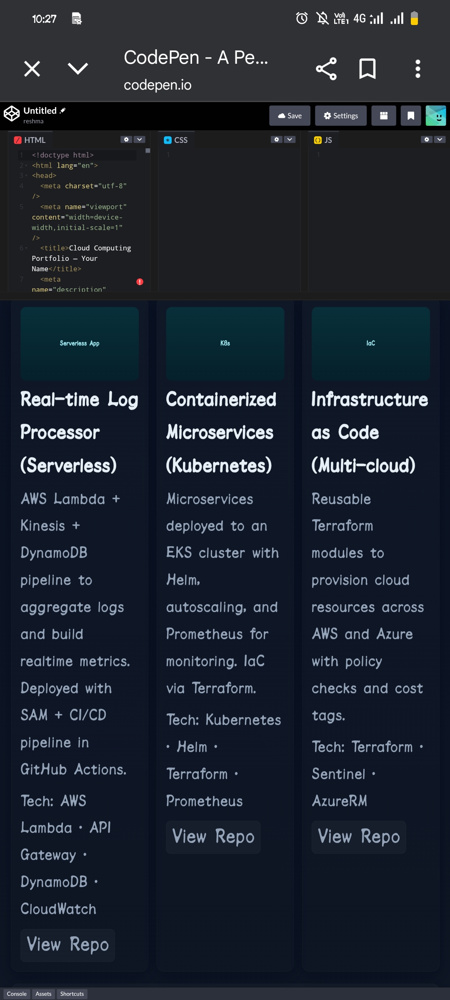 10:27
Vo)) LTE1 4G
CodePen - A Pe...
codepen.io
Untitled
reshma
Save
Settings
HTML
CSS
JS
1 <!doctype html>
2 <html lang="en">
3 <head>
4 <meta charset="utf-8"
/>
5 <meta name="viewport"
content="width=device-
width,initial-scale=1"
/>
6 <title>Cloud Computing
Portfolio — Your
Name</title>
7 <meta
name="description"
1
1
Serverless App
Real-time Log
Processor
(Serverless)
AWS Lambda +
Kinesis +
DynamoDB
pipeline to
aggregate logs
and build
realtime metrics.
Deployed with
SAM + CI/CD
pipeline in
GitHub Actions.
Tech: AWS
Lambda • API
Gateway •
DynamoDB •
CloudWatch
View Repo
K8s
Containerized
Microservices
(Kubernetes)
Microservices
deployed to an
EKS cluster with
Helm,
autoscaling, and
Prometheus for
monitoring. IaC
via Terraform.
Tech: Kubernetes
• Helm •
Terraform •
Prometheus
View Repo
IaC
Infrastructure
as Code
(Multi-cloud)
Reusable
Terraform
modules to
provision cloud
resources across
AWS and Azure
with policy
checks and cost
tags.
Tech: Terraform •
Sentinel •
AzureRM
View Repo
Console
Assets
Shortcuts